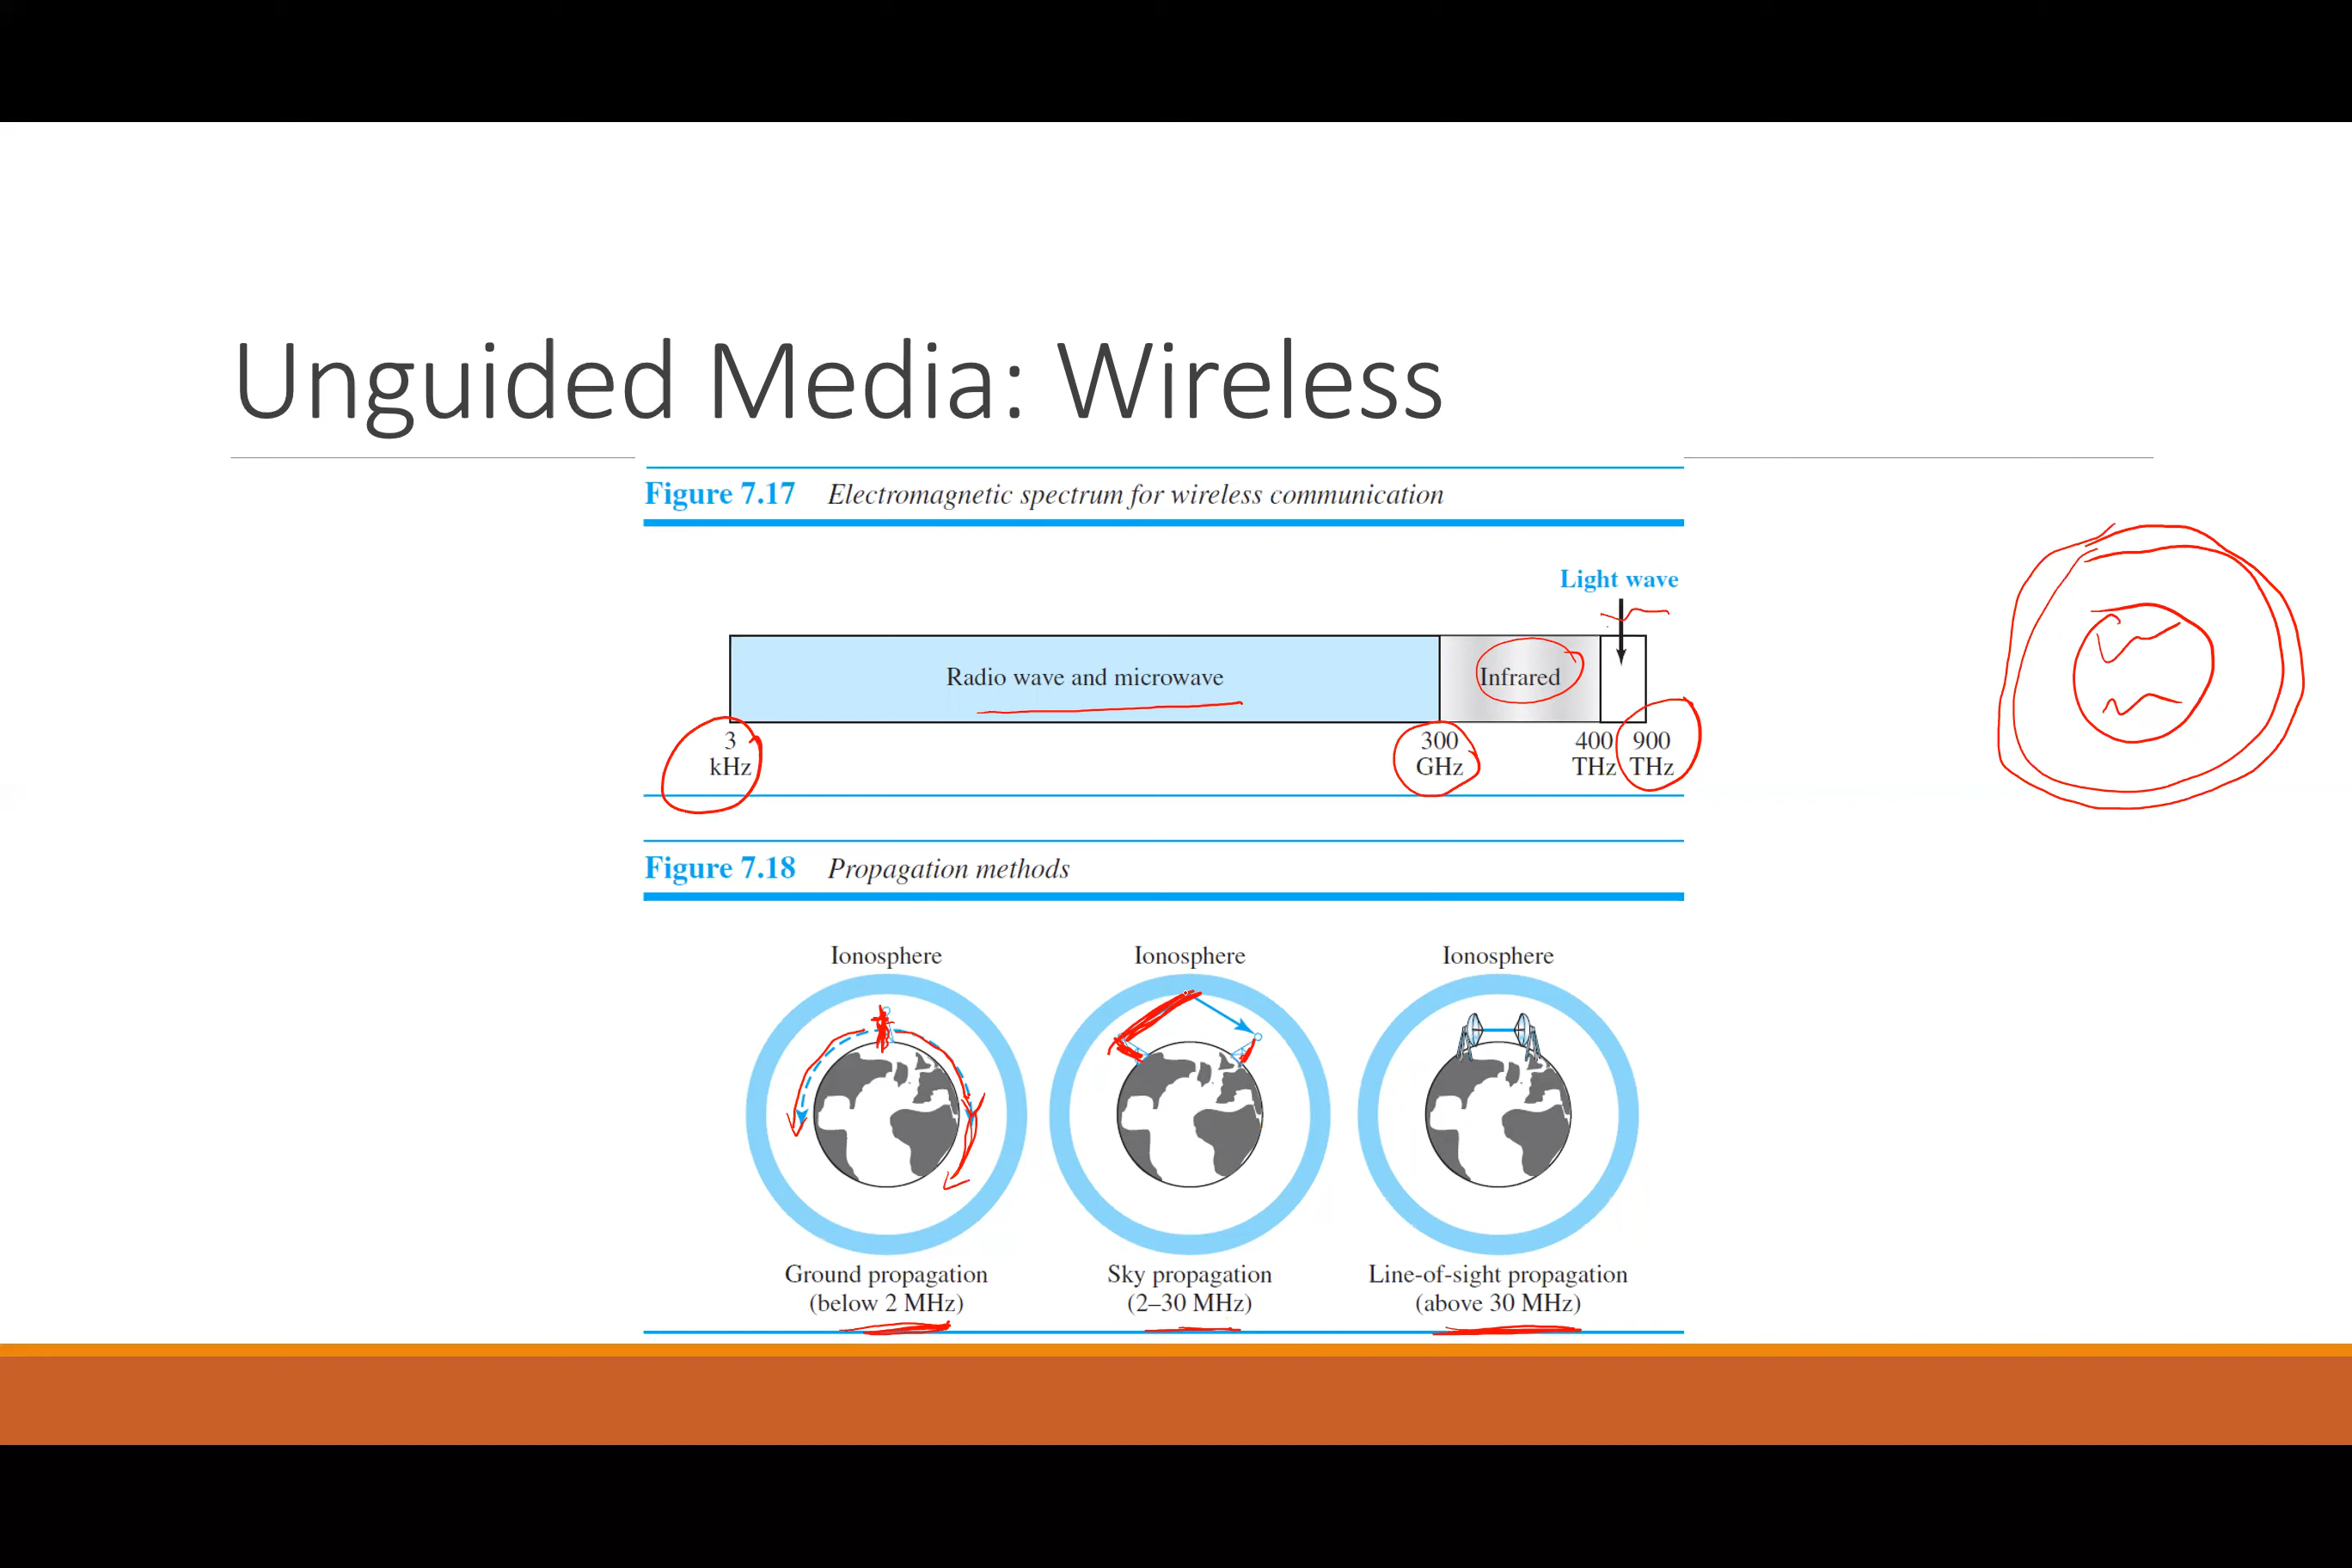 Unguided Media: Wireless
Figure 7.17 Electromagnetic spectrum for wireless communication
Light wave
Radio wave and microwave
Infrared
3 kHz
300 GHz
400 THz
900 THz
Figure 7.18 Propagation methods
Ionosphere
Ionosphere
Ionosphere
Ground propagation
(below 2 MHz)
Sky propagation
(2–30 MHz)
Line-of-sight propagation
(above 30 MHz)